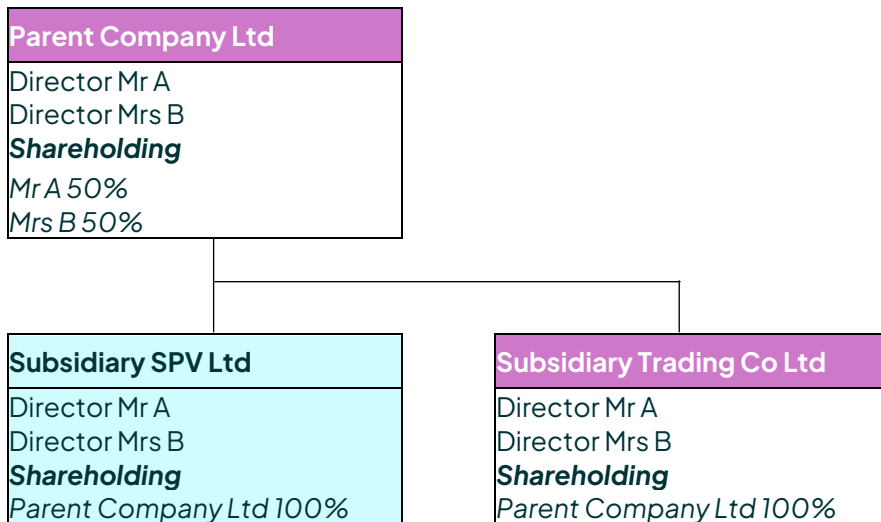 Parent Company Ltd
Director Mr A
Director Mrs B
Shareholding
Mr A 50%
Mrs B 50%
Subsidiary SPV Ltd
Director Mr A
Director Mrs B
Shareholding
Parent Company Ltd 100%
Subsidiary Trading Co Ltd
Director Mr A
Director Mrs B
Shareholding
Parent Company Ltd 100%